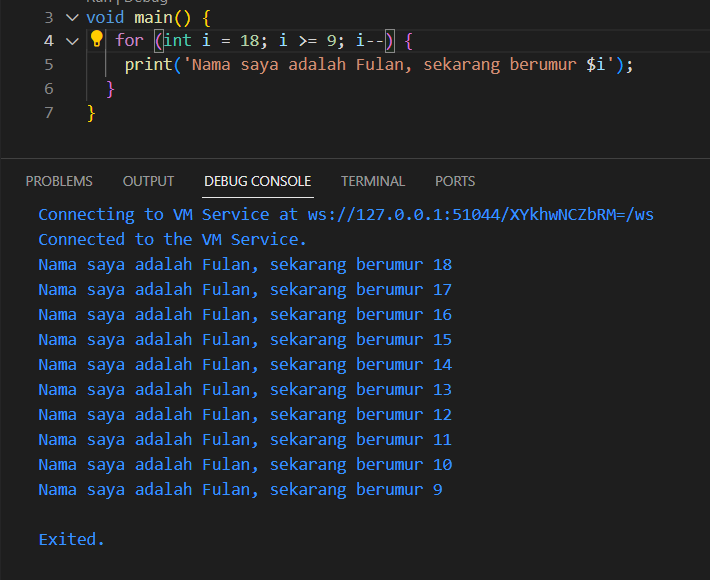 Run | Debug
3 void main() {
4 for (int i = 18; i >= 9; i--) {
5 print('Nama saya adalah Fulan, sekarang berumur $i');
6 }
7 }
PROBLEMS OUTPUT DEBUG CONSOLE TERMINAL PORTS
Connecting to VM Service at ws://127.0.0.1:51044/XYkhwNCZbRM=/ws
Connected to the VM Service.
Nama saya adalah Fulan, sekarang berumur 18
Nama saya adalah Fulan, sekarang berumur 17
Nama saya adalah Fulan, sekarang berumur 16
Nama saya adalah Fulan, sekarang berumur 15
Nama saya adalah Fulan, sekarang berumur 14
Nama saya adalah Fulan, sekarang berumur 13
Nama saya adalah Fulan, sekarang berumur 12
Nama saya adalah Fulan, sekarang berumur 11
Nama saya adalah Fulan, sekarang berumur 10
Nama saya adalah Fulan, sekarang berumur 9
Exited.